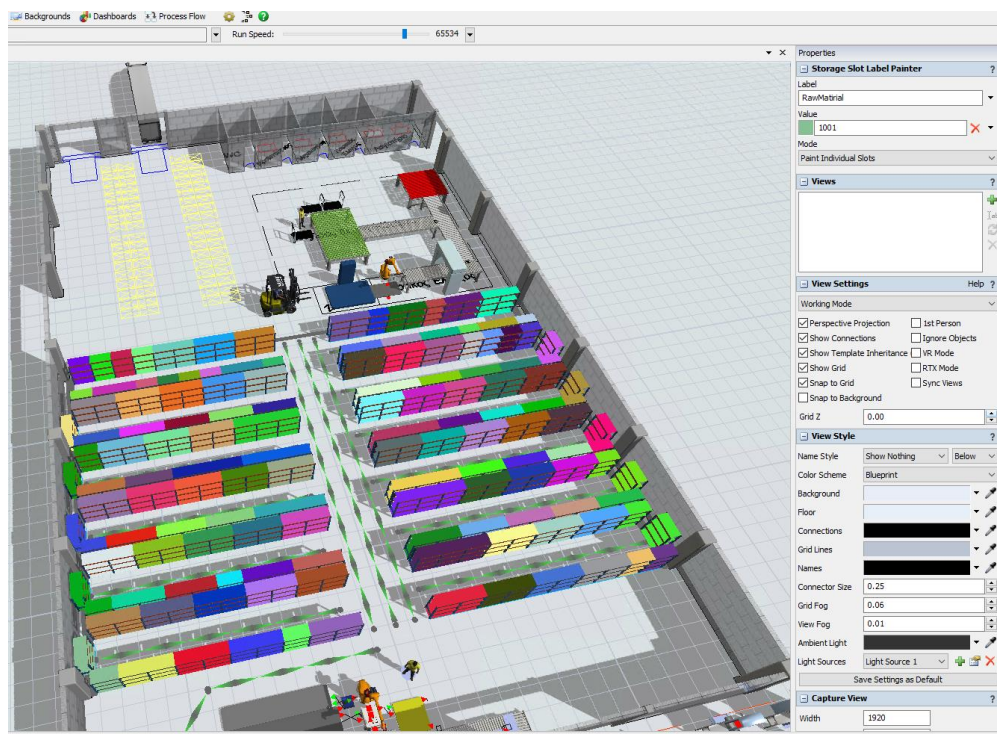 Backgrounds Dashboards Process Flow
Run Speed: 65534
Properties
Storage Slot Label Painter ?
Label
RawMatirial
Value
1001
Mode
Paint Individual Slots
Views ?
View Settings Help ?
Working Mode
Perspective Projection 1st Person
Show Connections Ignore Objects
Show Template Inheritance VR Mode
Show Grid RTX Mode
Snap to Grid Sync Views
Snap to Background
Grid Z 0.00
View Style ?
Name Style Show Nothing Below
Color Scheme Blueprint
Background
Floor
Connections
Grid Lines
Names
Connector Size 0.25
Grid Fog 0.06
View Fog 0.01
Ambient Light
Light Sources Light Source 1
Save Settings as Default
Capture View ?
Width 1920